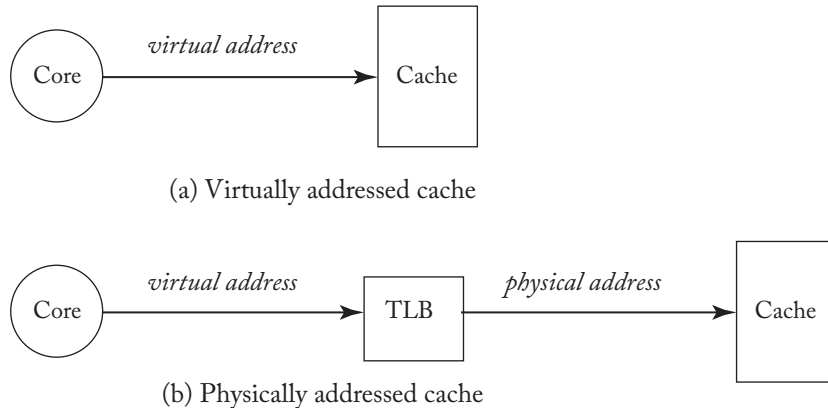 virtual address
Core
Cache
(a) Virtually addressed cache
virtual address
physical address
Core
TLB
Cache
(b) Physically addressed cache